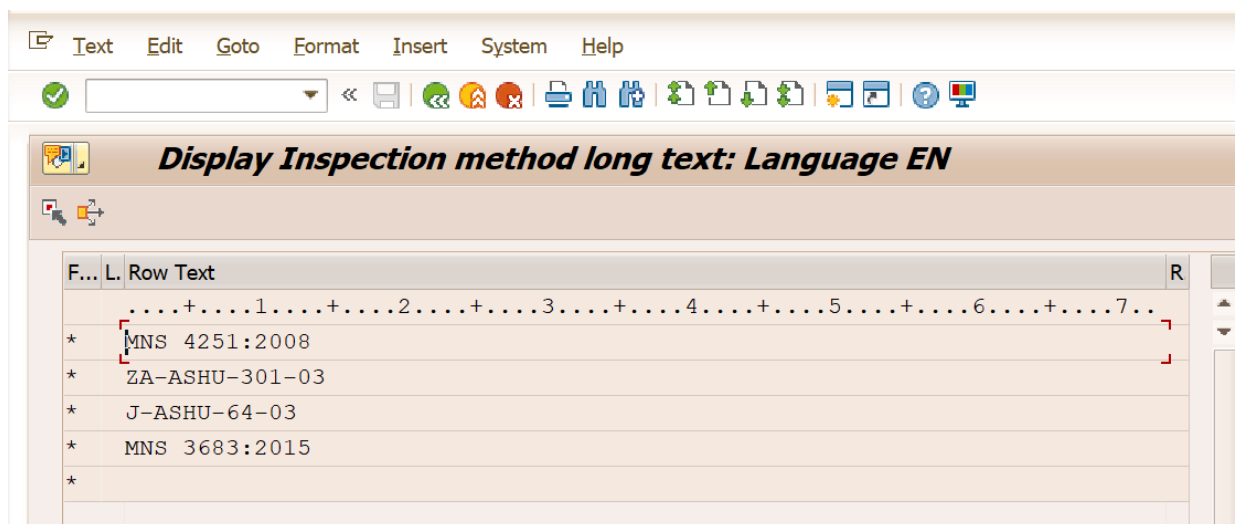 Text Edit Goto Format Insert System Help
Display Inspection method long text: Language EN
F... L. Row Text R
....+....1....+....2....+....3....+....4....+....5....+....6....+....7..
* MNS 4251:2008
* ZA-ASHU-301-03
* J-ASHU-64-03
* MNS 3683:2015
*